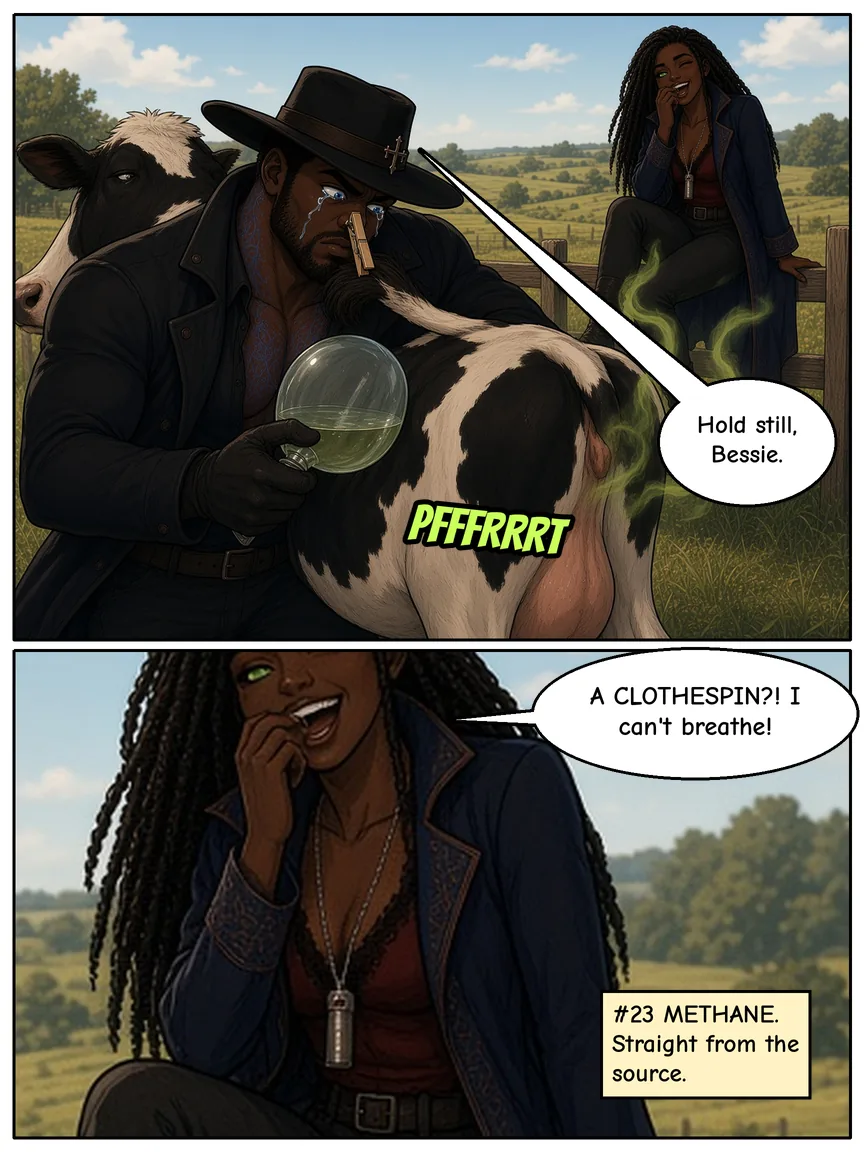 Hold still,
Bessie.
PFFFRRRT
A CLOTHESPIN?! I
can't breathe!
#23 METHANE.
Straight from the
source.